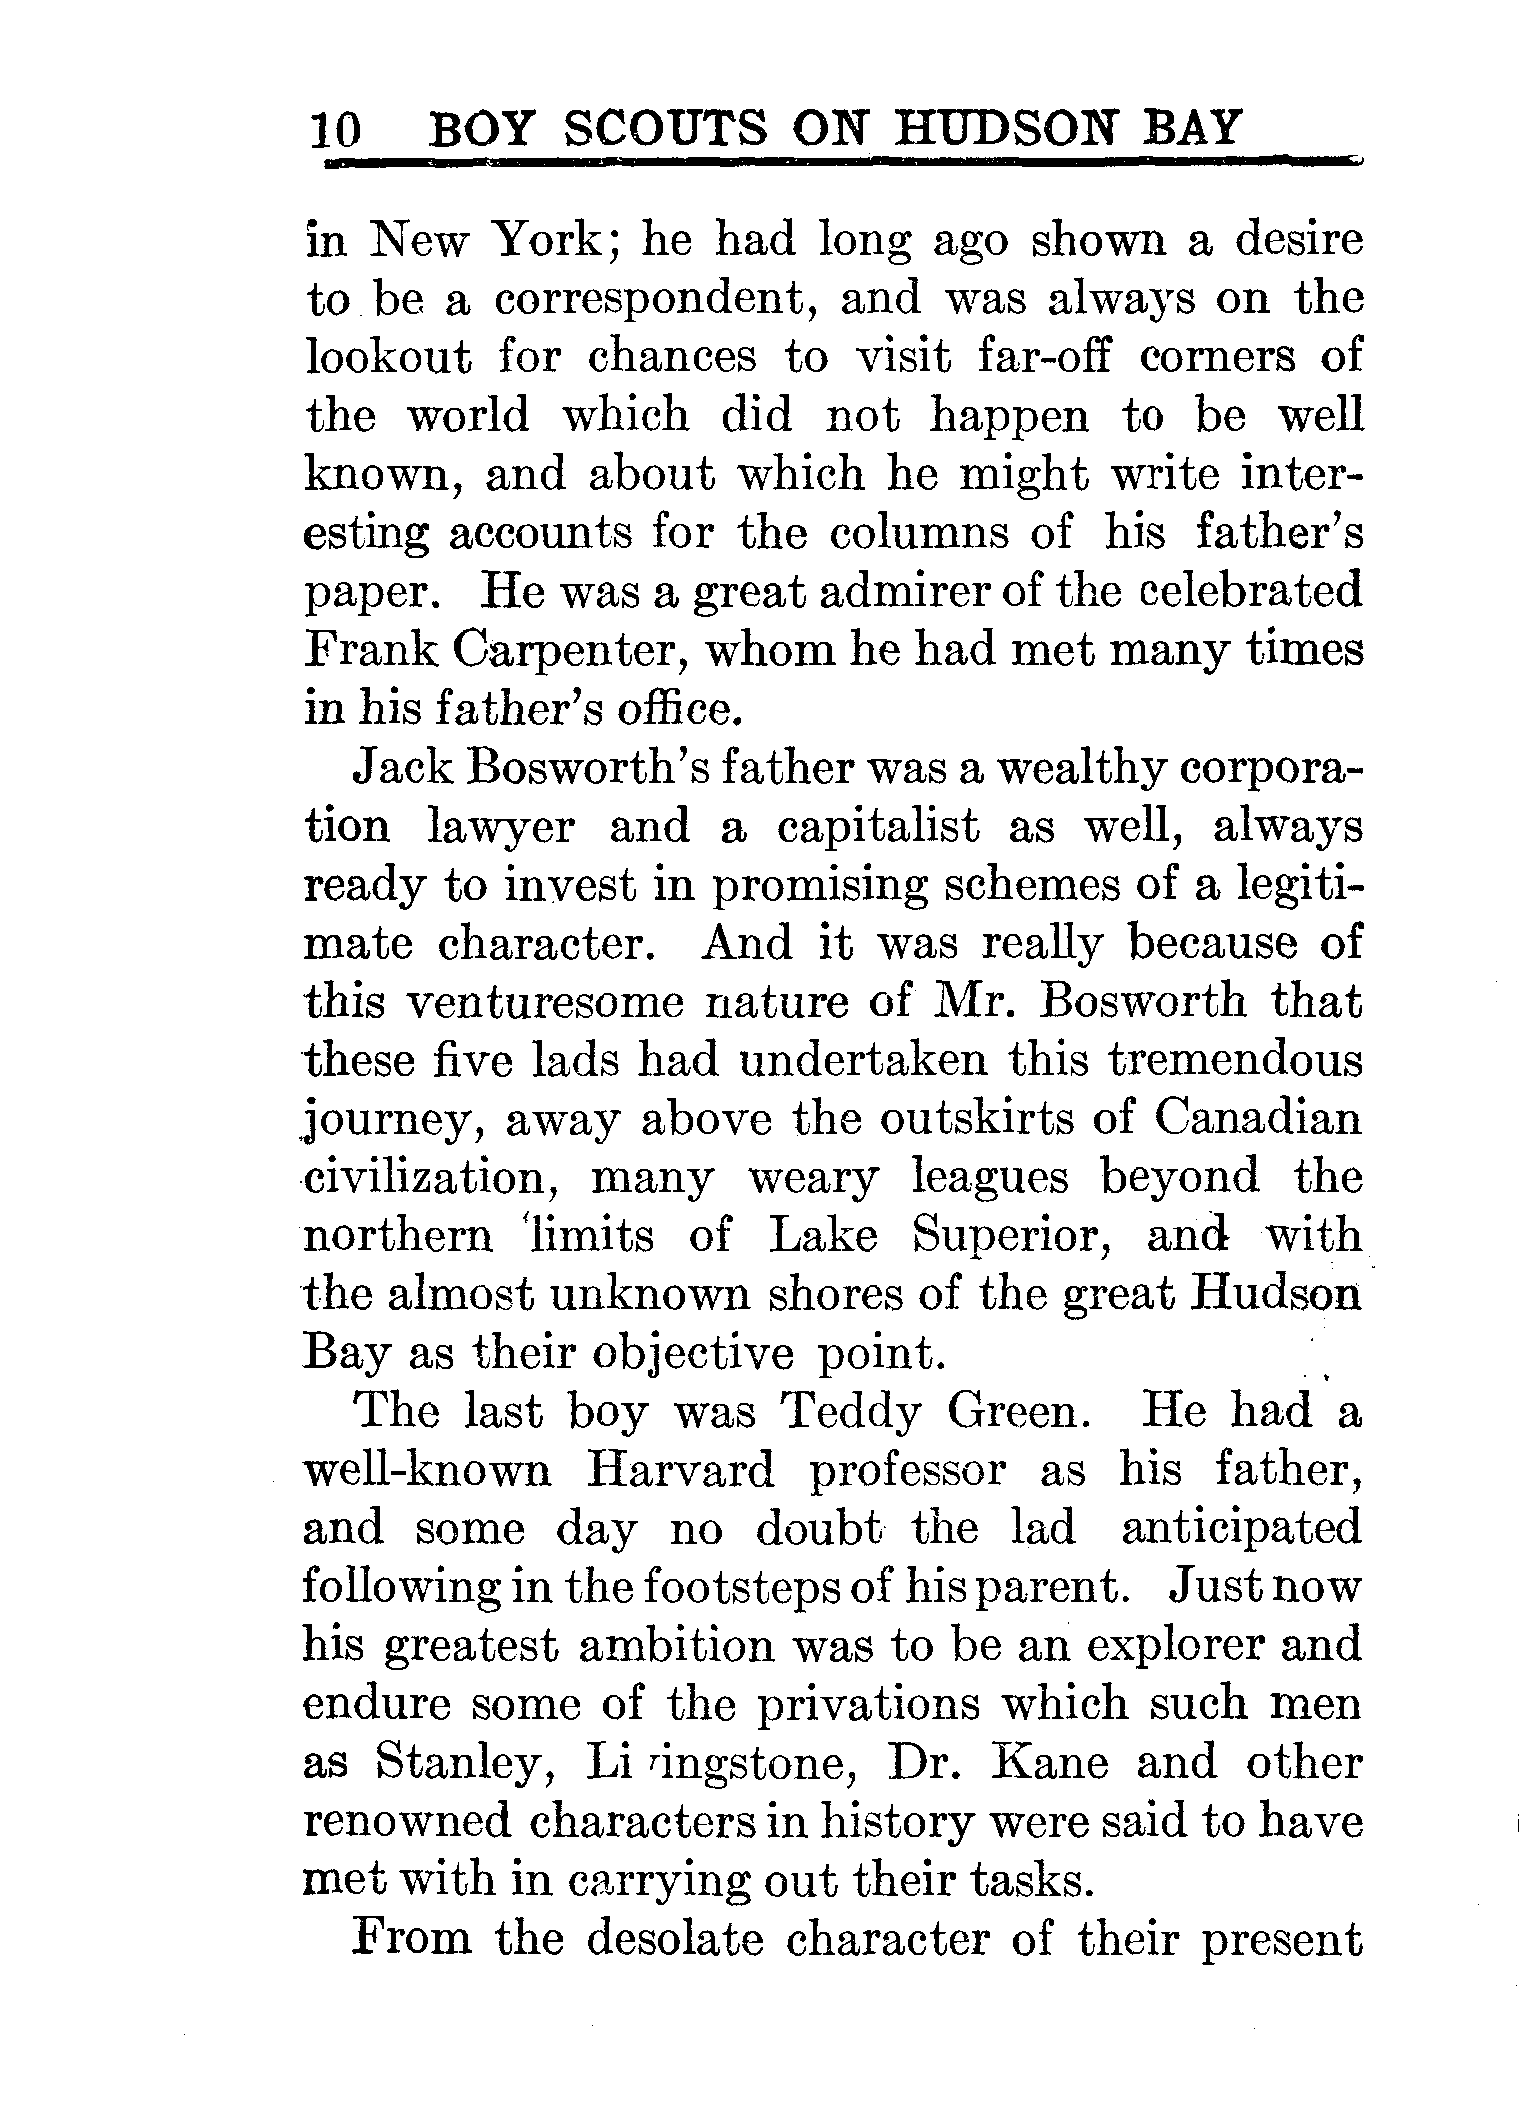 10 BOY SCOUTS ON HUDSON BAY
in New York; he had long ago shown a desire
to be a correspondent, and was always on the
lookout for chances to visit far-off corners of
the world which did not happen to be well
known, and about which he might write inter-
esting accounts for the columns of his father's
paper. He was a great admirer of the celebrated
Frank Carpenter, whom he had met many times
in his father's office.
Jack Bosworth's father was a wealthy corpora-
tion lawyer and a capitalist as well, always
ready to invest in promising schemes of a legiti-
mate character. And it was really because of
this venturesome nature of Mr. Bosworth that
these five lads had undertaken this tremendous
journey, away above the outskirts of Canadian
civilization, many weary leagues beyond the
northern limits of Lake Superior, and with
the almost unknown shores of the great Hudson
Bay as their objective point.
The last boy was Teddy Green. He had a
well-known Harvard professor as his father,
and some day no doubt the lad anticipated
following in the footsteps of his parent. Just now
his greatest ambition was to be an explorer and
endure some of the privations which such men
as Stanley, Livingstone, Dr. Kane and other
renowned characters in history were said to have
met with in carrying out their tasks.
From the desolate character of their present